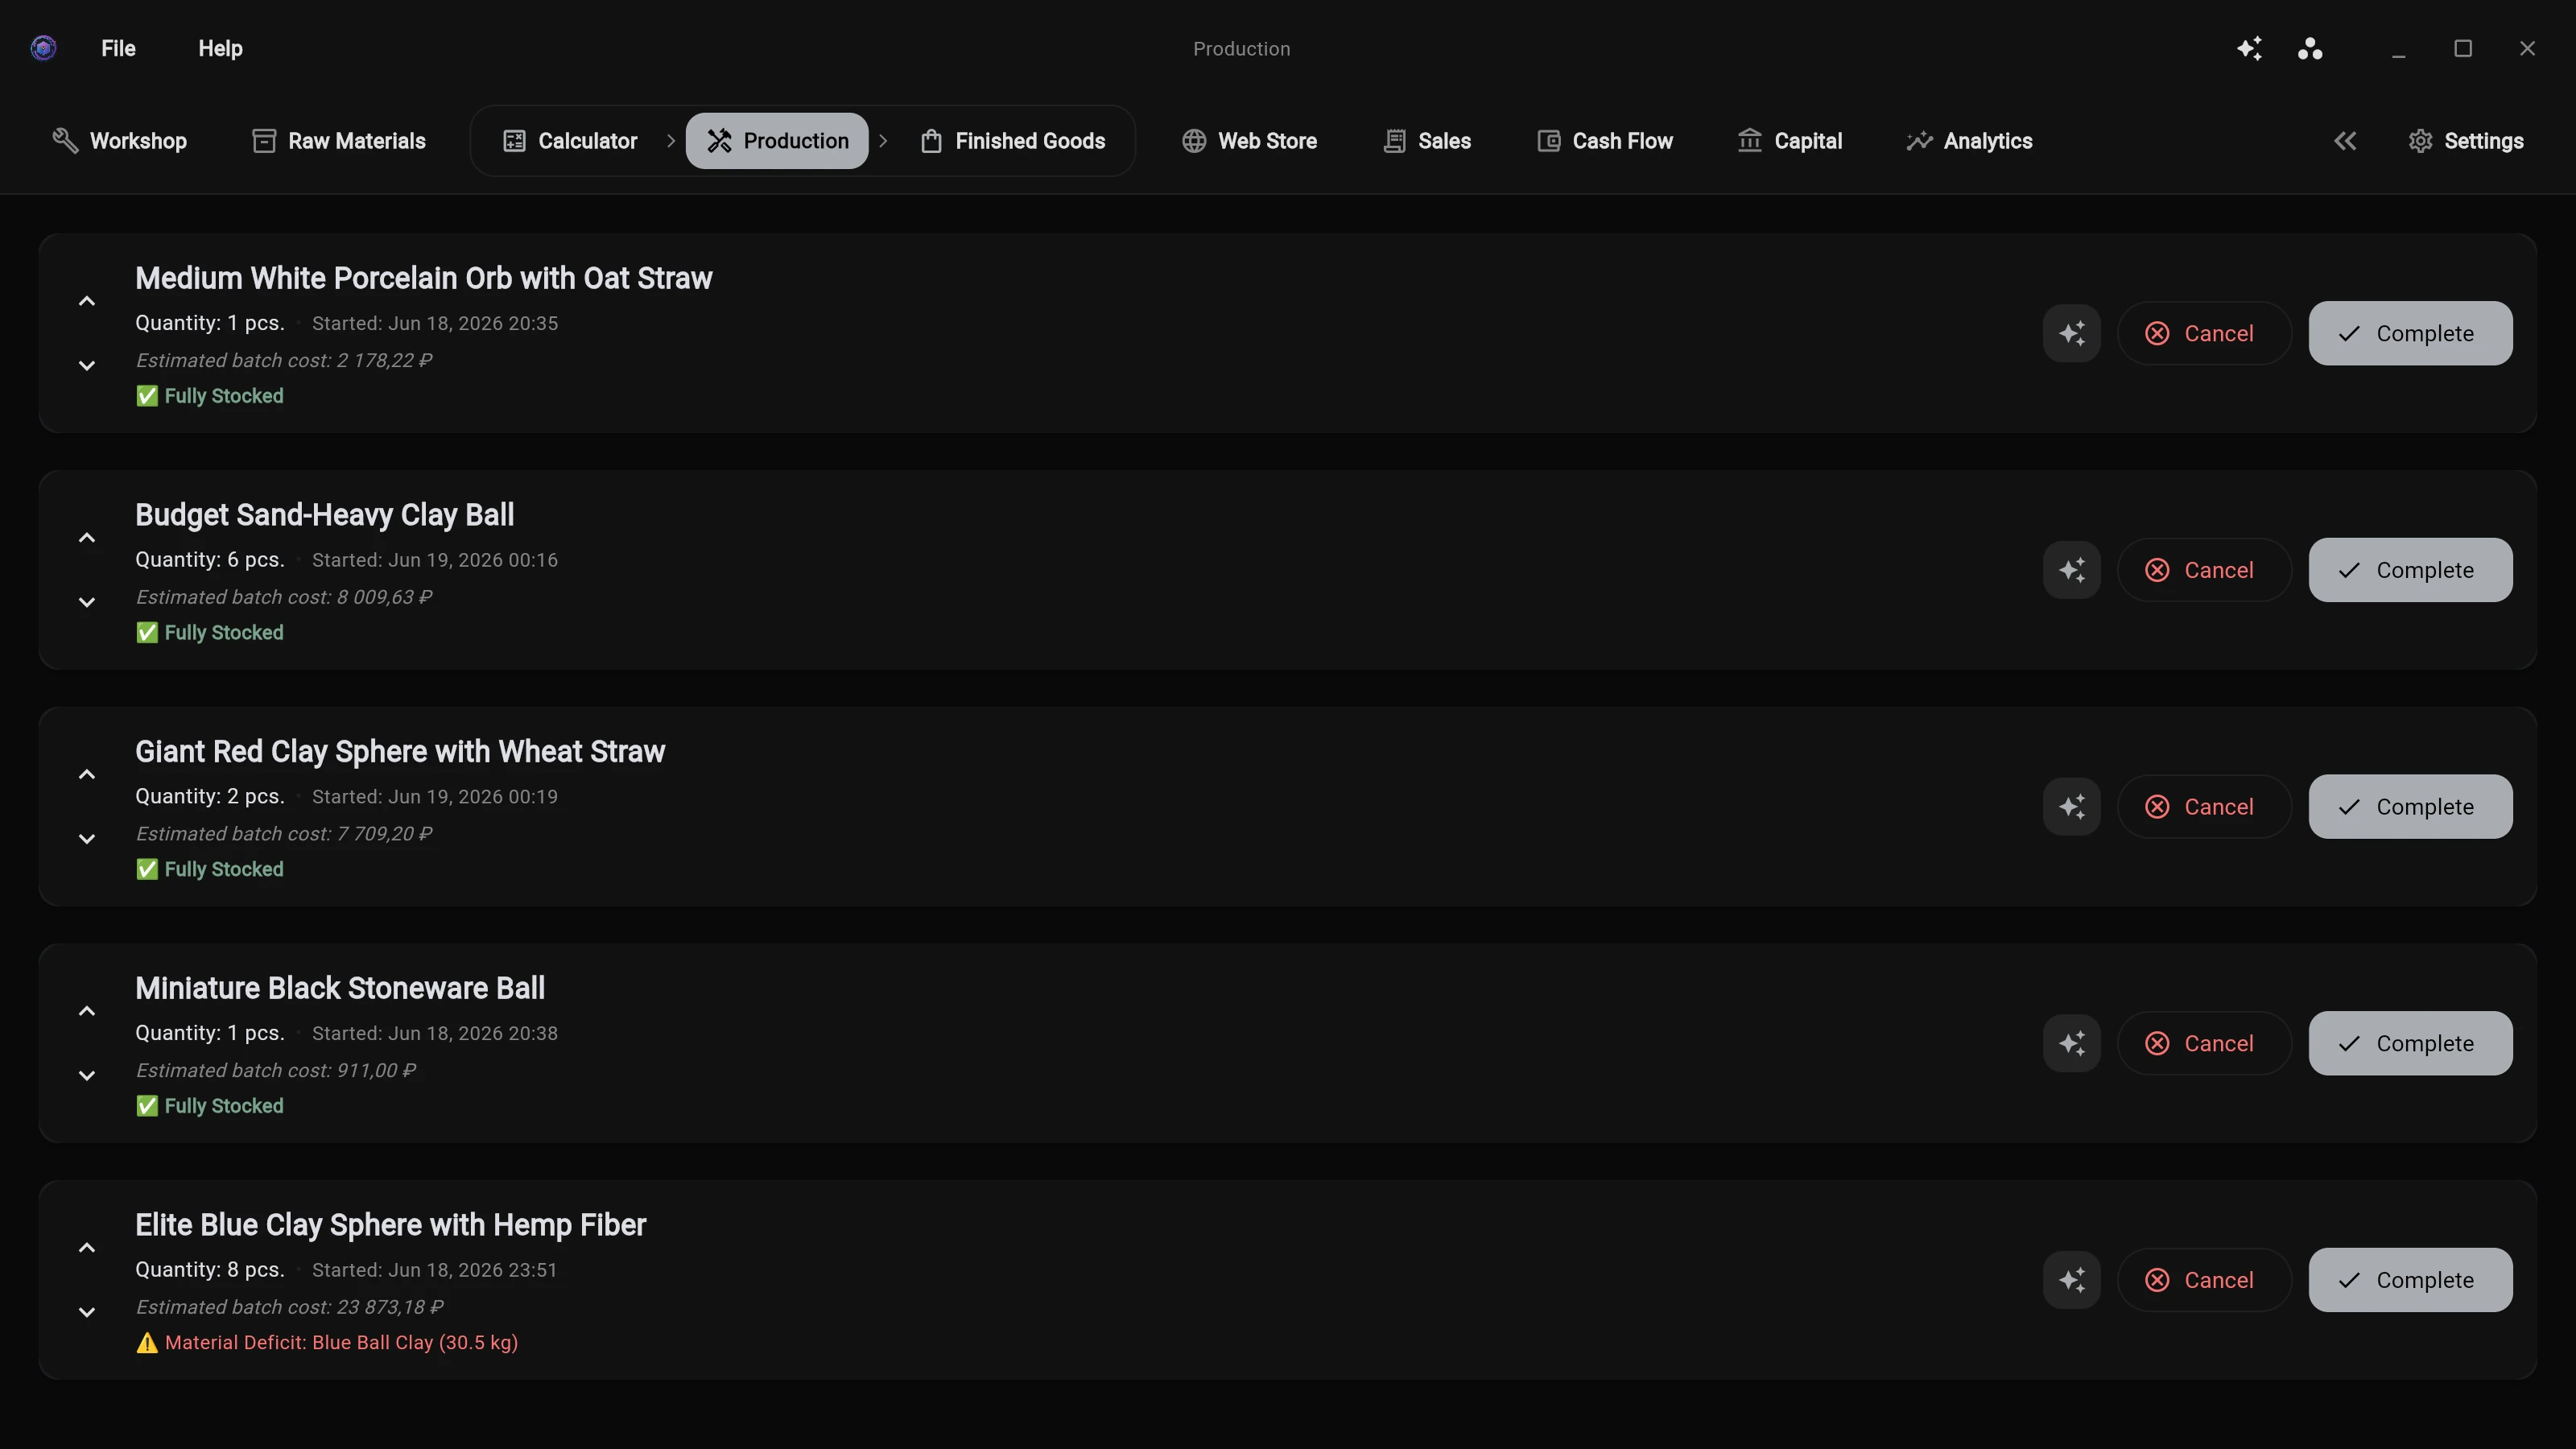 File Help Production
Workshop Raw Materials Calculator Production Finished Goods Web Store Sales Cash Flow Capital Analytics Settings
Medium White Porcelain Orb with Oat Straw
Quantity: 1 pcs. · Started: Jun 18, 2026 20:35
Estimated batch cost: 2 178,22 ₽
✅ Fully Stocked
Cancel Complete
Budget Sand-Heavy Clay Ball
Quantity: 6 pcs. · Started: Jun 19, 2026 00:16
Estimated batch cost: 8 009,63 ₽
✅ Fully Stocked
Cancel Complete
Giant Red Clay Sphere with Wheat Straw
Quantity: 2 pcs. · Started: Jun 19, 2026 00:19
Estimated batch cost: 7 709,20 ₽
✅ Fully Stocked
Cancel Complete
Miniature Black Stoneware Ball
Quantity: 1 pcs. · Started: Jun 18, 2026 20:38
Estimated batch cost: 911,00 ₽
✅ Fully Stocked
Cancel Complete
Elite Blue Clay Sphere with Hemp Fiber
Quantity: 8 pcs. · Started: Jun 18, 2026 23:51
Estimated batch cost: 23 873,18 ₽
⚠️ Material Deficit: Blue Ball Clay (30.5 kg)
Cancel Complete